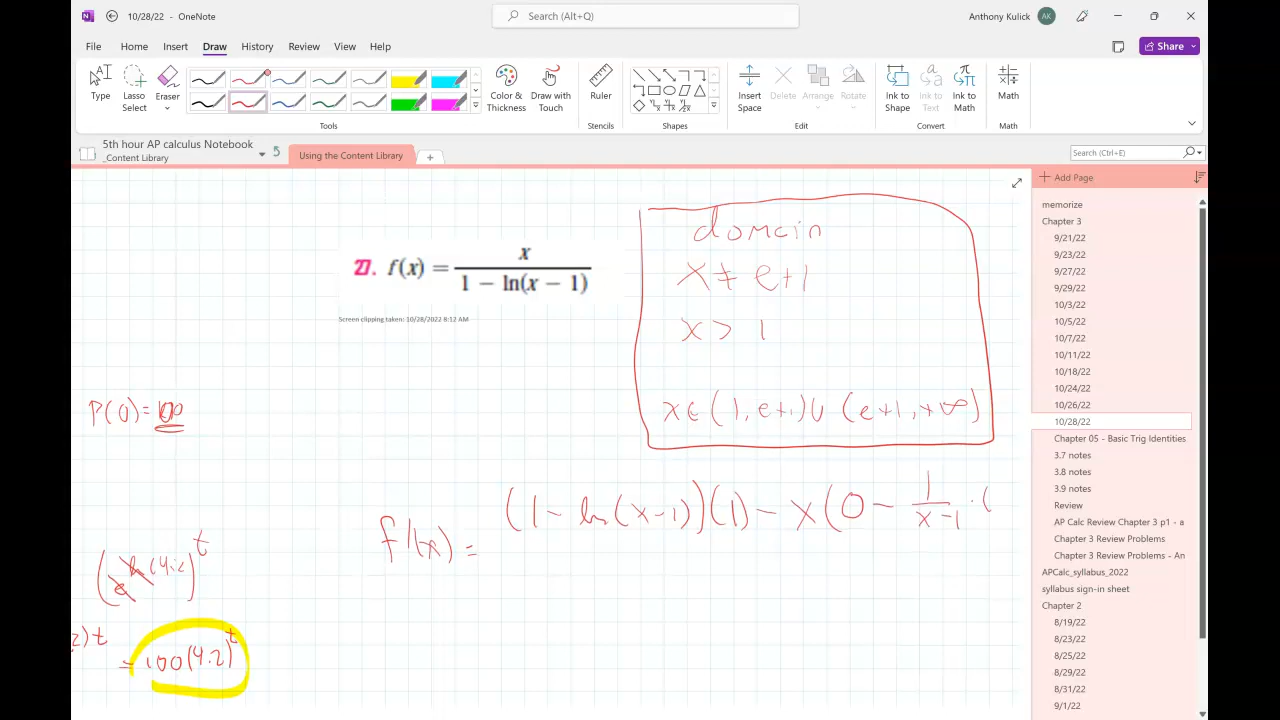 10/28/22 - OneNote
Search (Alt+Q)
Anthony Kulick
AK
File Home Insert Draw History Review View Help
Share
Type
Lasso Select
Eraser
Color & Thickness
Draw with Touch
Ruler
Insert Space
Delete
Arrange
Rotate
Ink to Shape
Ink to Text
Ink to Math
Math
Tools
Stencils
Shapes
Edit
Convert
Math
5th hour AP calculus Notebook
_Content Library
Using the Content Library
Search (Ctrl+E)
27. f(x) = x / (1 − ln(x − 1))
Screen clipping taken: 10/28/2022 8:12 AM
domain
x ≠ e+1
x > 1
x ∈ (1, e+1) ∪ (e+1, +∞)
P(0) = 100
f'(x) = (1 − ln(x−1))(1) − x(0 − 1/(x−1) · (
(e^ln(4.2))^t
2)t
= 100(4.2)^t
Add Page
memorize
Chapter 3
9/21/22
9/23/22
9/27/22
9/29/22
10/3/22
10/5/22
10/7/22
10/11/22
10/18/22
10/24/22
10/26/22
10/28/22
Chapter 05 - Basic Trig Identities
3.7 notes
3.8 notes
3.9 notes
Review
AP Calc Review Chapter 3 p1 - a
Chapter 3 Review Problems
Chapter 3 Review Problems - An
APCalc_syllabus_2022
syllabus sign-in sheet
Chapter 2
8/19/22
8/23/22
8/25/22
8/29/22
8/31/22
9/1/22